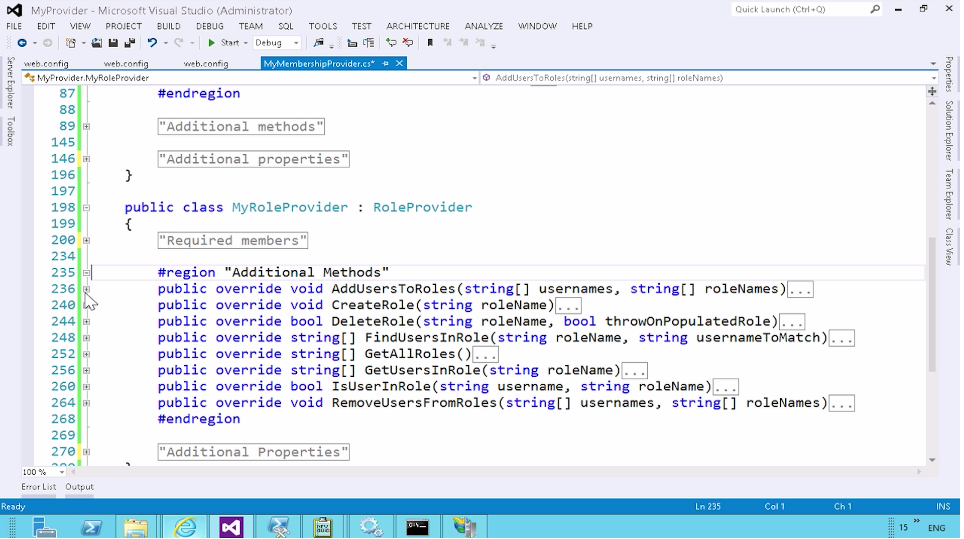 MyProvider - Microsoft Visual Studio (Administrator)
Quick Launch (Ctrl+Q)
FILE EDIT VIEW PROJECT BUILD DEBUG TEAM SQL TOOLS TEST ARCHITECTURE ANALYZE WINDOW HELP
Start Debug
web.config web.config web.config MyMembershipProvider.cs*
MyProvider.MyRoleProvider AddUsersToRoles(string[] usernames, string[] roleNames)
Server Explorer
Toolbox
Properties
Solution Explorer
Team Explorer
Class View
87 #endregion
88
89 "Additional methods"
145
146 "Additional properties"
196 }
197
198 public class MyRoleProvider : RoleProvider
199 {
200 "Required members"
234
235 #region "Additional Methods"
236 public override void AddUsersToRoles(string[] usernames, string[] roleNames)...
240 public override void CreateRole(string roleName)...
244 public override bool DeleteRole(string roleName, bool throwOnPopulatedRole)...
248 public override string[] FindUsersInRole(string roleName, string usernameToMatch)...
252 public override string[] GetAllRoles()...
256 public override string[] GetUsersInRole(string roleName)...
260 public override bool IsUserInRole(string username, string roleName)...
264 public override void RemoveUsersFromRoles(string[] usernames, string[] roleNames)...
268 #endregion
269
270 "Additional Properties"
100 %
Error List Output
Ready Ln 235 Col 1 Ch 1 INS
15 ENG